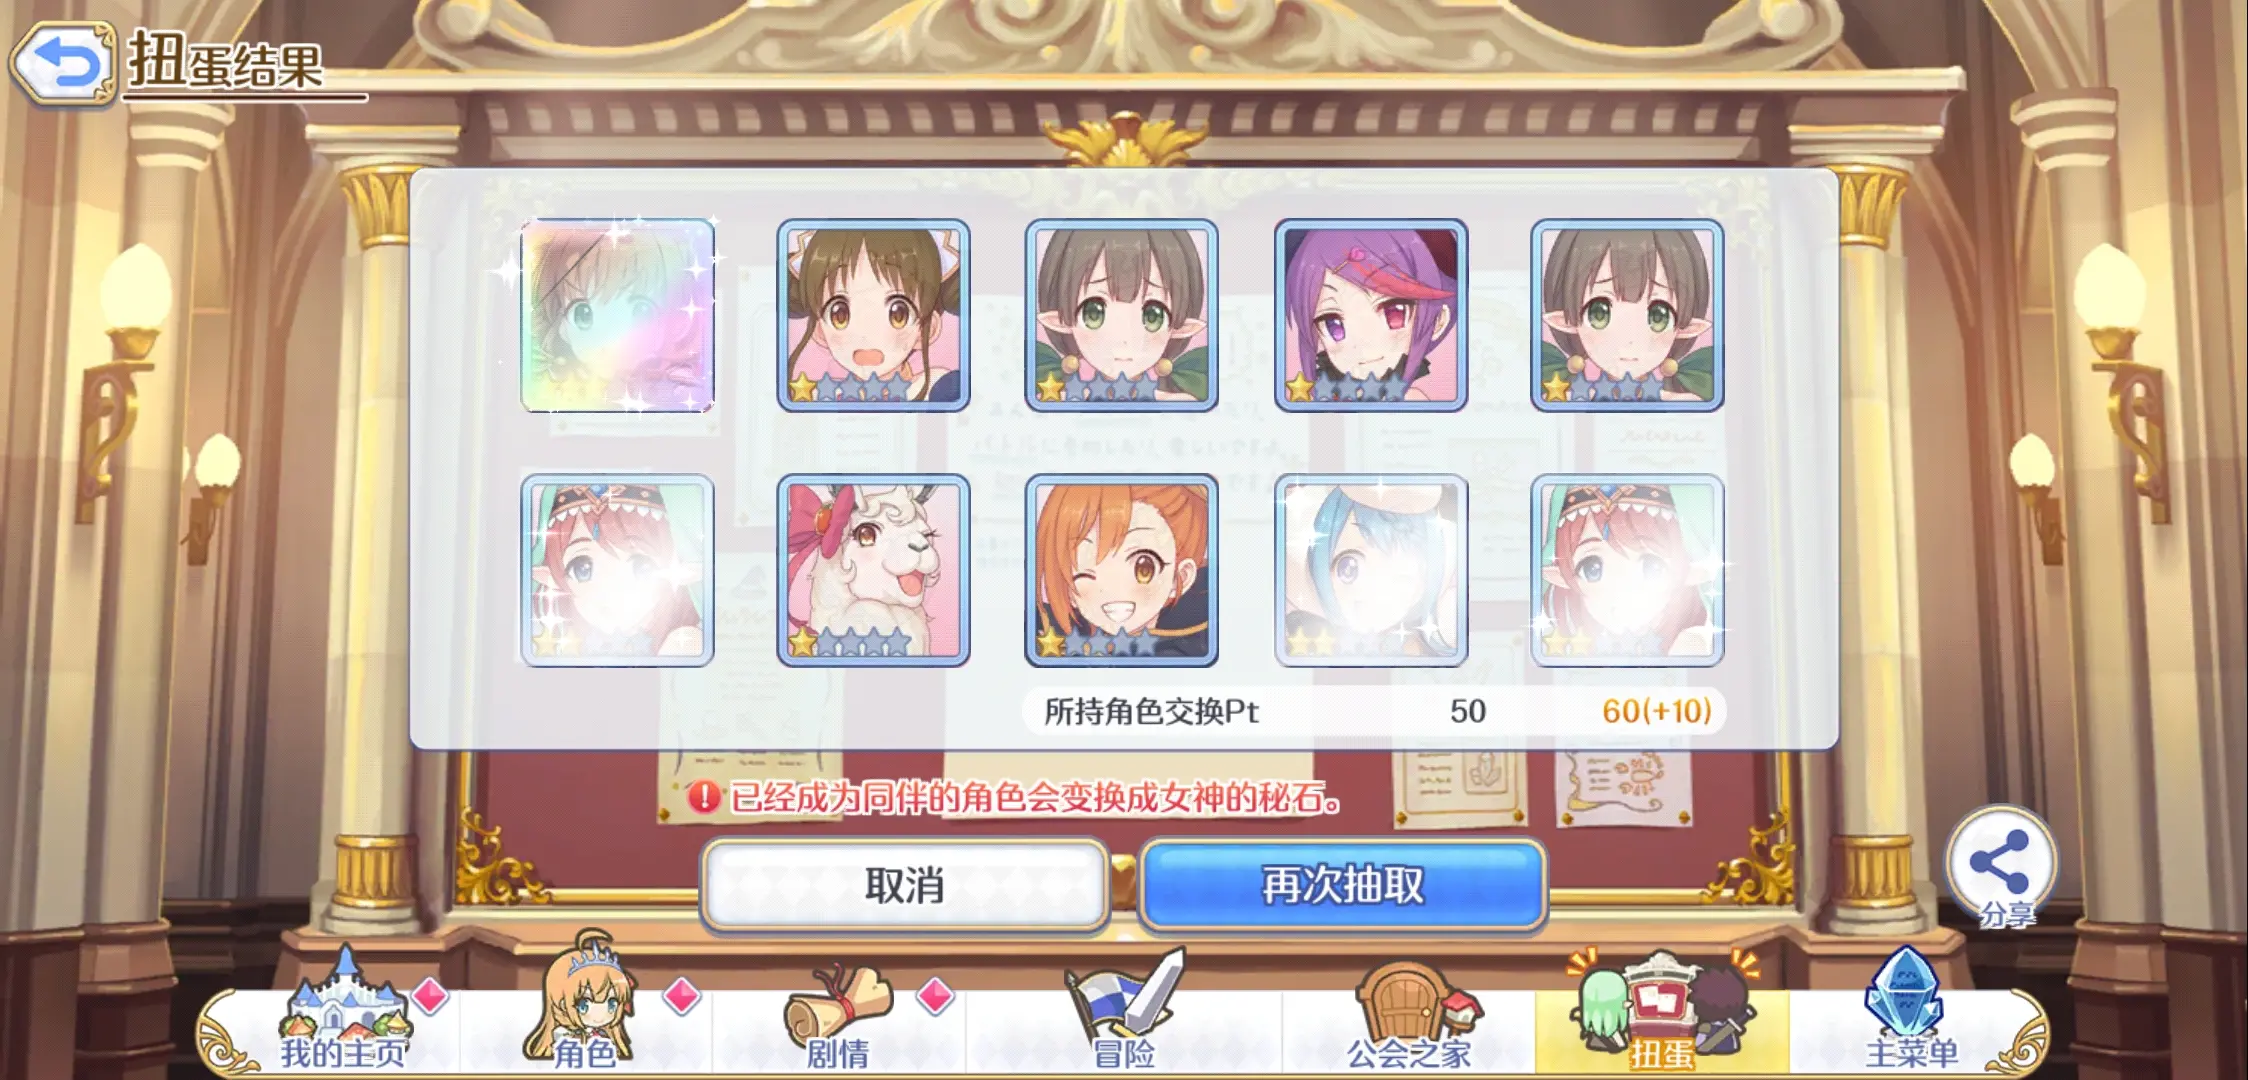 扭蛋结果
所持角色交换Pt 50 60(+10)
已经成为同伴的角色会变换成女神的秘石。
取消 再次抽取
分享
我的主页 角色 剧情 冒险 公会之家 扭蛋 主菜单